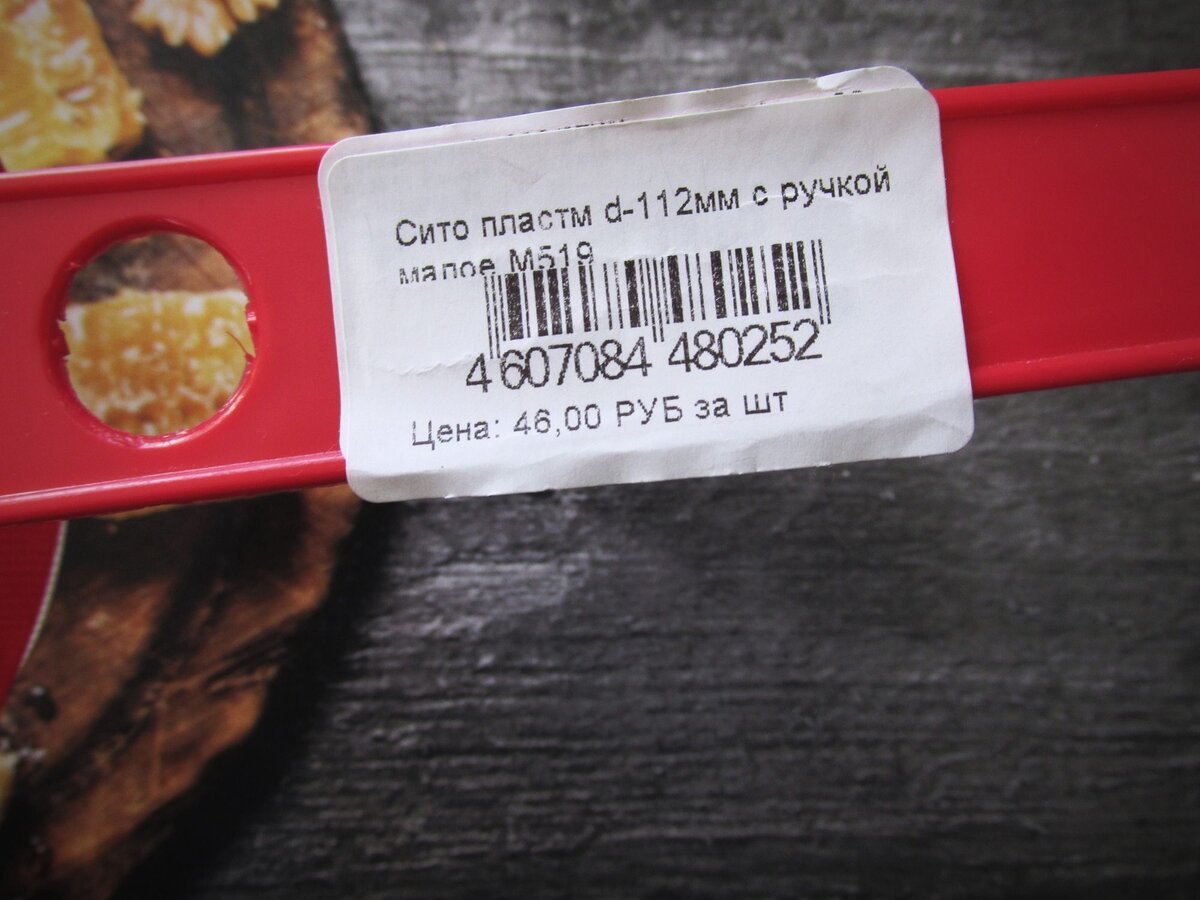 Сито пластм d-112мм с ручкой
малое М519
4 607084 480252
Цена: 46,00 РУБ за шт